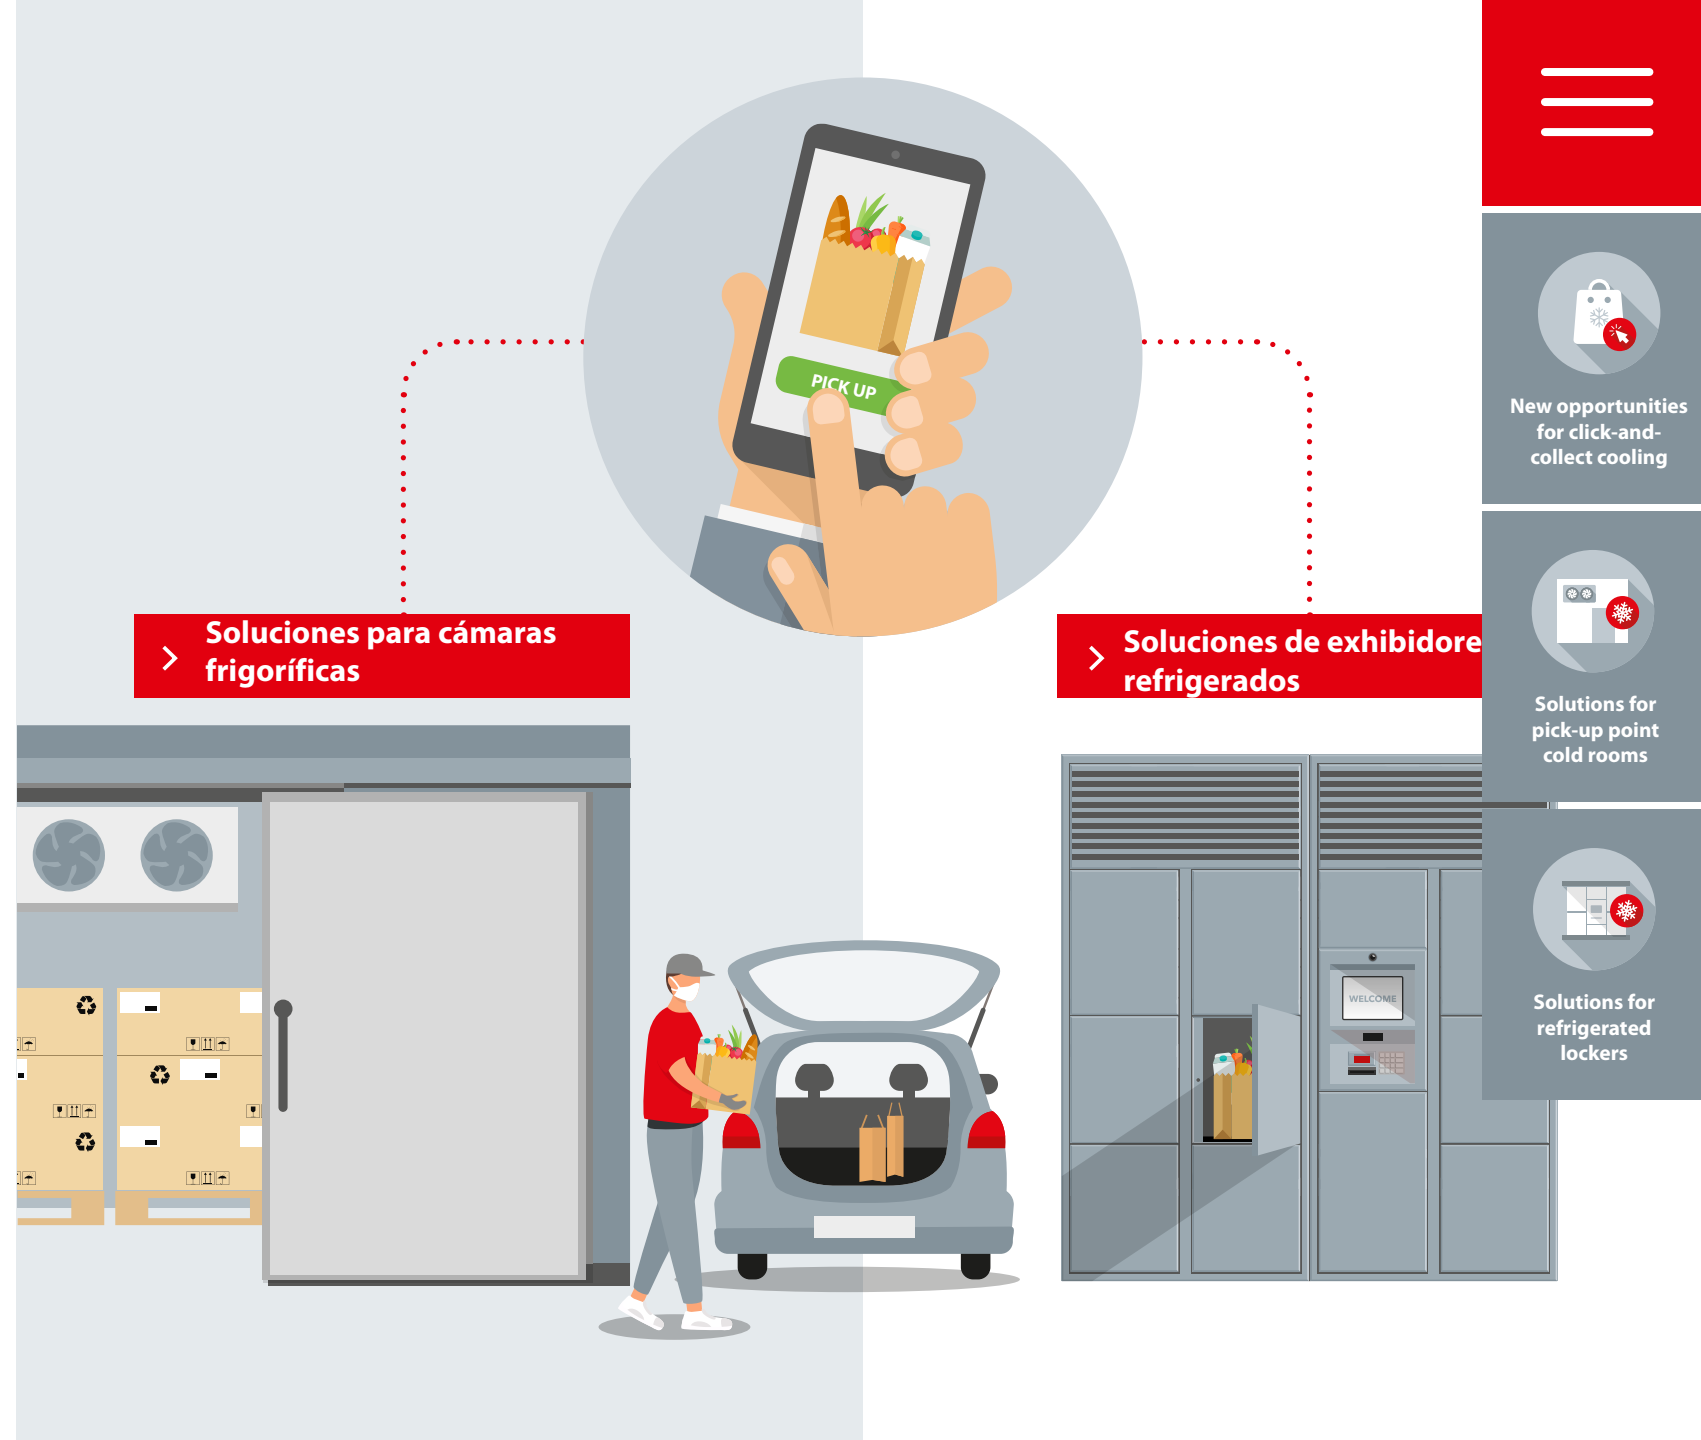 PICK UP
Soluciones para cámaras
frigoríficas
Soluciones de exhibidore
refrigerados
WELCOME
New opportunities
for click-and-
collect cooling
Solutions for
pick-up point
cold rooms
Solutions for
refrigerated
lockers